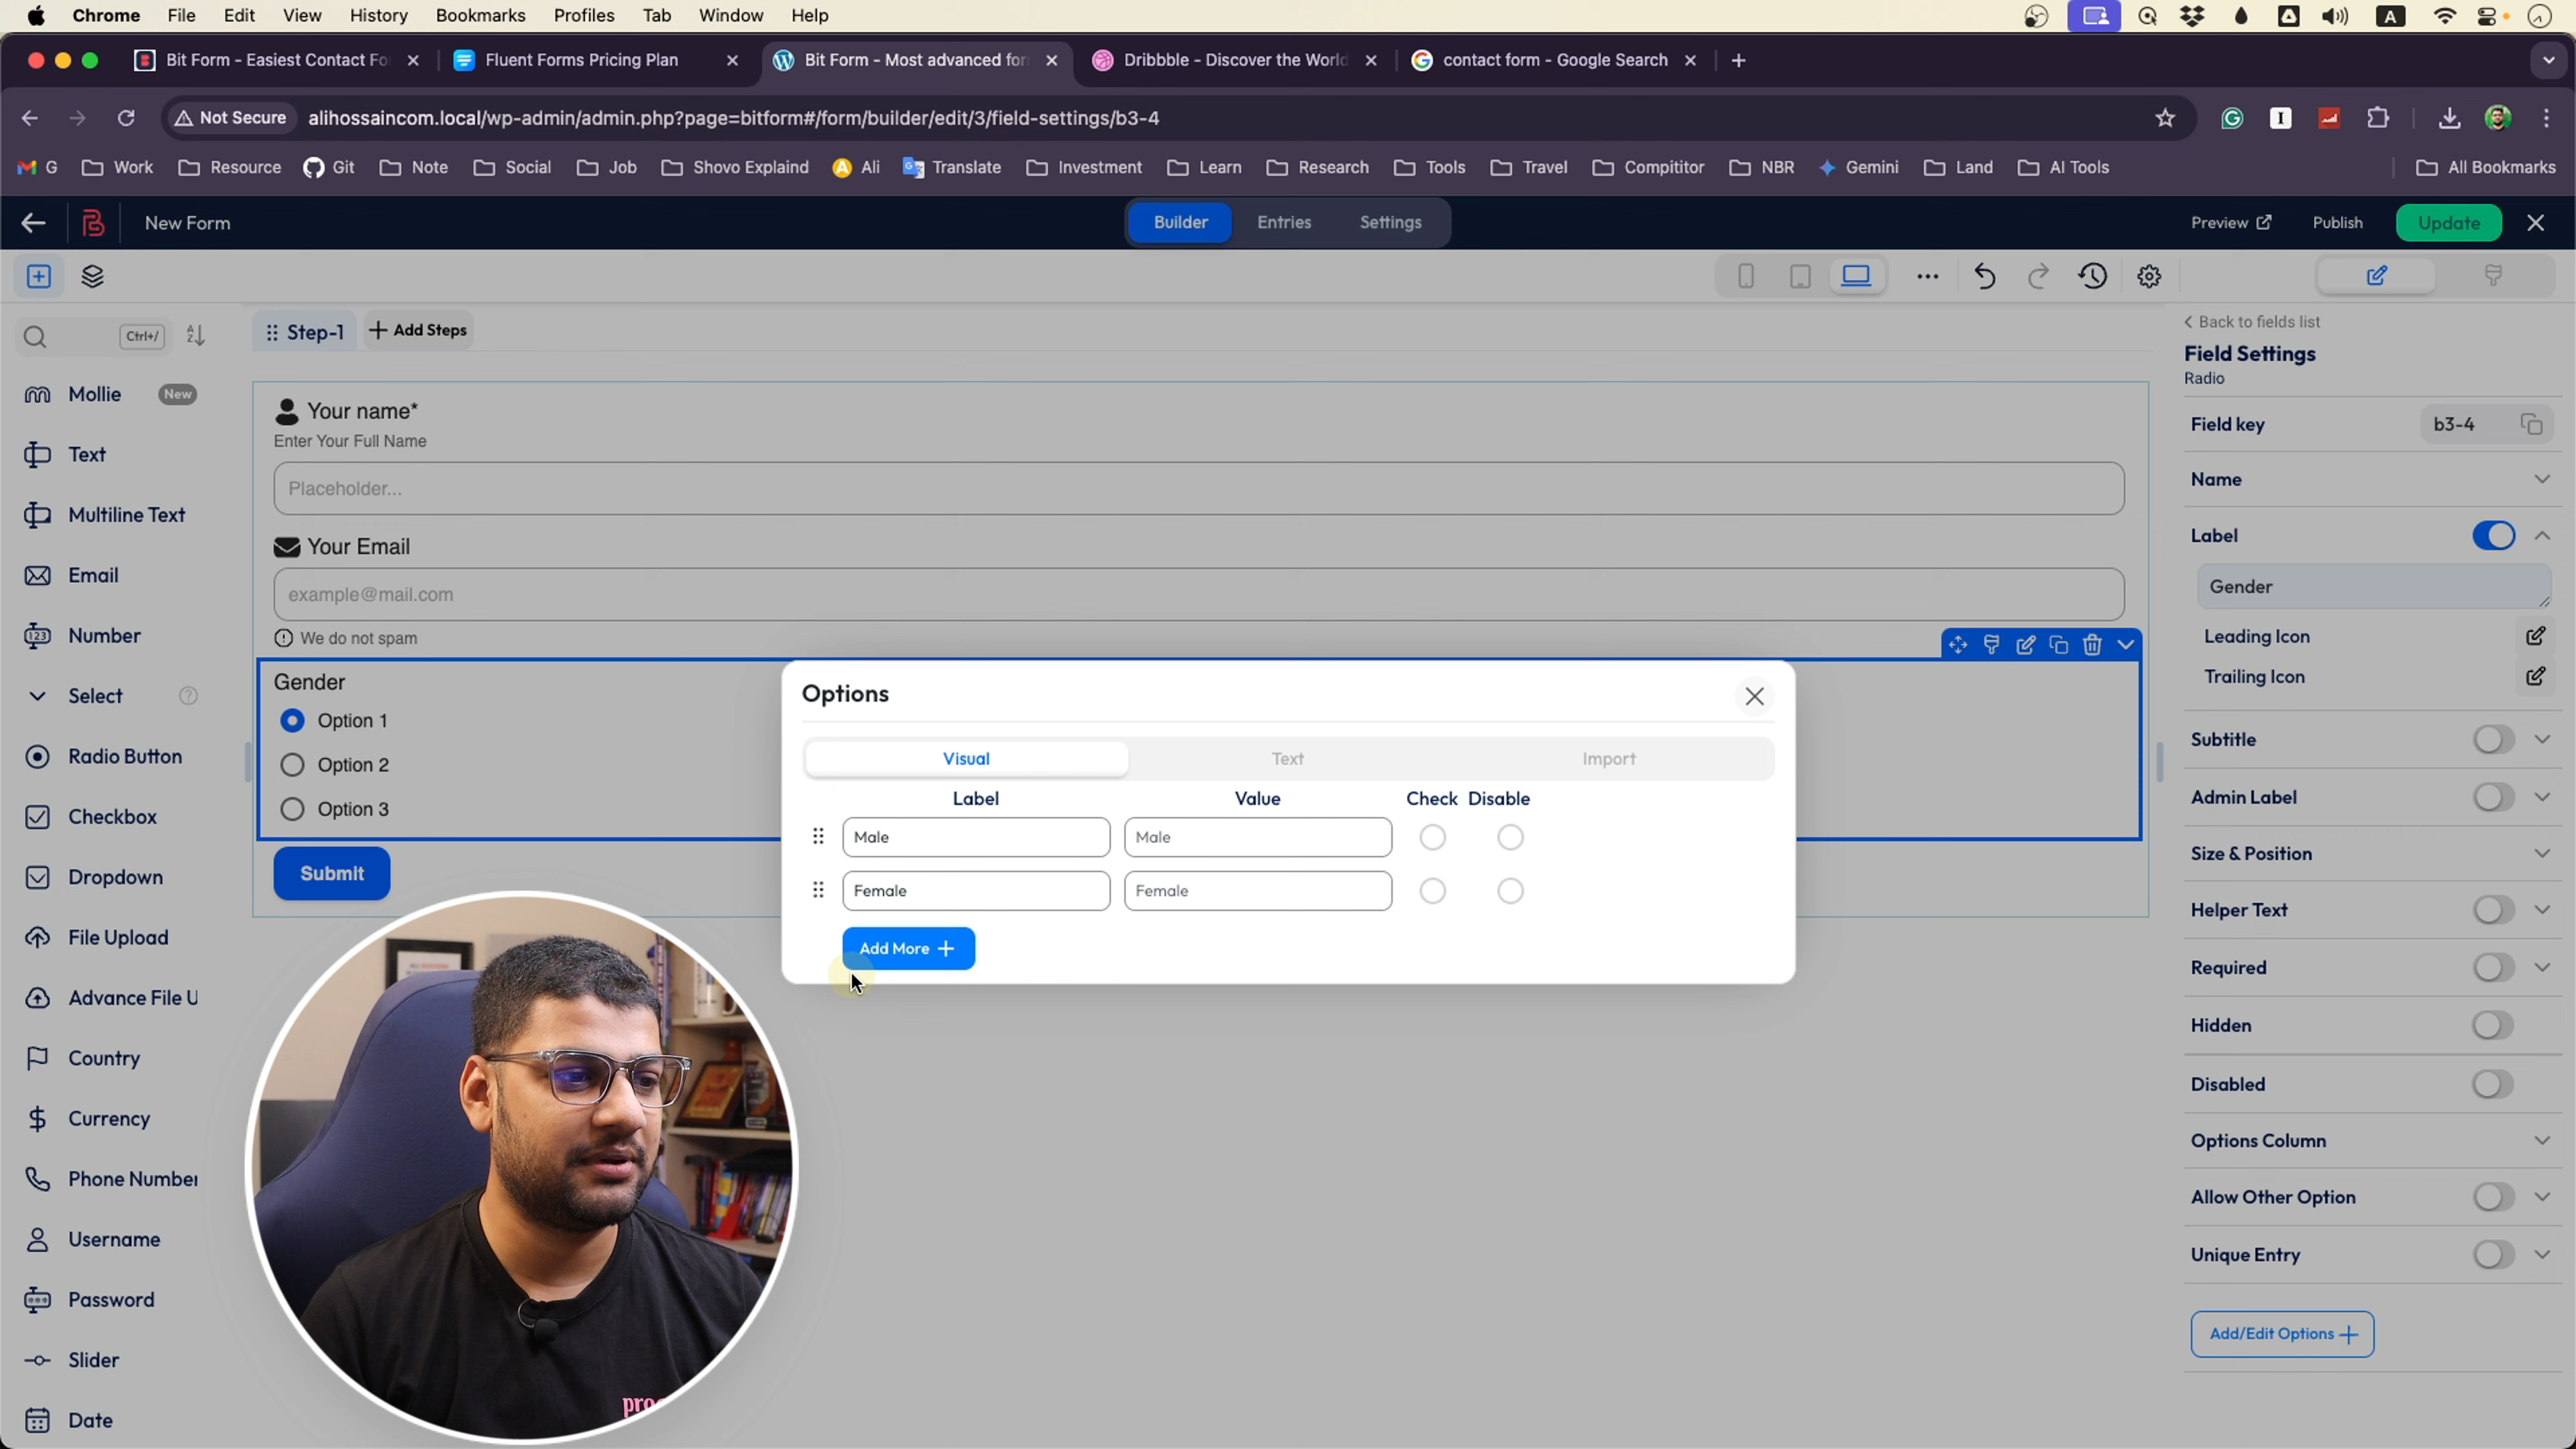 Chrome File Edit View History Bookmarks Profiles Tab Window Help
Bit Form - Easiest Contact Fo
Fluent Forms Pricing Plan
Bit Form - Most advanced for
Dribbble - Discover the World
contact form - Google Search
Not Secure alihossaincom.local/wp-admin/admin.php?page=bitform#/form/builder/edit/3/field-settings/b3-4
G Work Resource Git Note Social Job Shovo Explaind Ali Translate Investment Learn Research Tools Travel Compititor NBR Gemini Land AI Tools All Bookmarks
New Form
Builder Entries Settings
Preview Publish Update
Ctrl+/
Mollie New
Text
Multiline Text
Email
Number
Select
Radio Button
Checkbox
Dropdown
File Upload
Advance File U
Country
Currency
Phone Number
Username
Password
Slider
Date
Step-1 Add Steps
Your name*
Enter Your Full Name
Placeholder...
Your Email
example@mail.com
We do not spam
Gender
Option 1
Option 2
Option 3
Submit
Options
Visual Text Import
Label Value Check Disable
Male Male
Female Female
Add More +
Back to fields list
Field Settings
Radio
Field key b3-4
Name
Label
Gender
Leading Icon
Trailing Icon
Subtitle
Admin Label
Size & Position
Helper Text
Required
Hidden
Disabled
Options Column
Allow Other Option
Unique Entry
Add/Edit Options +